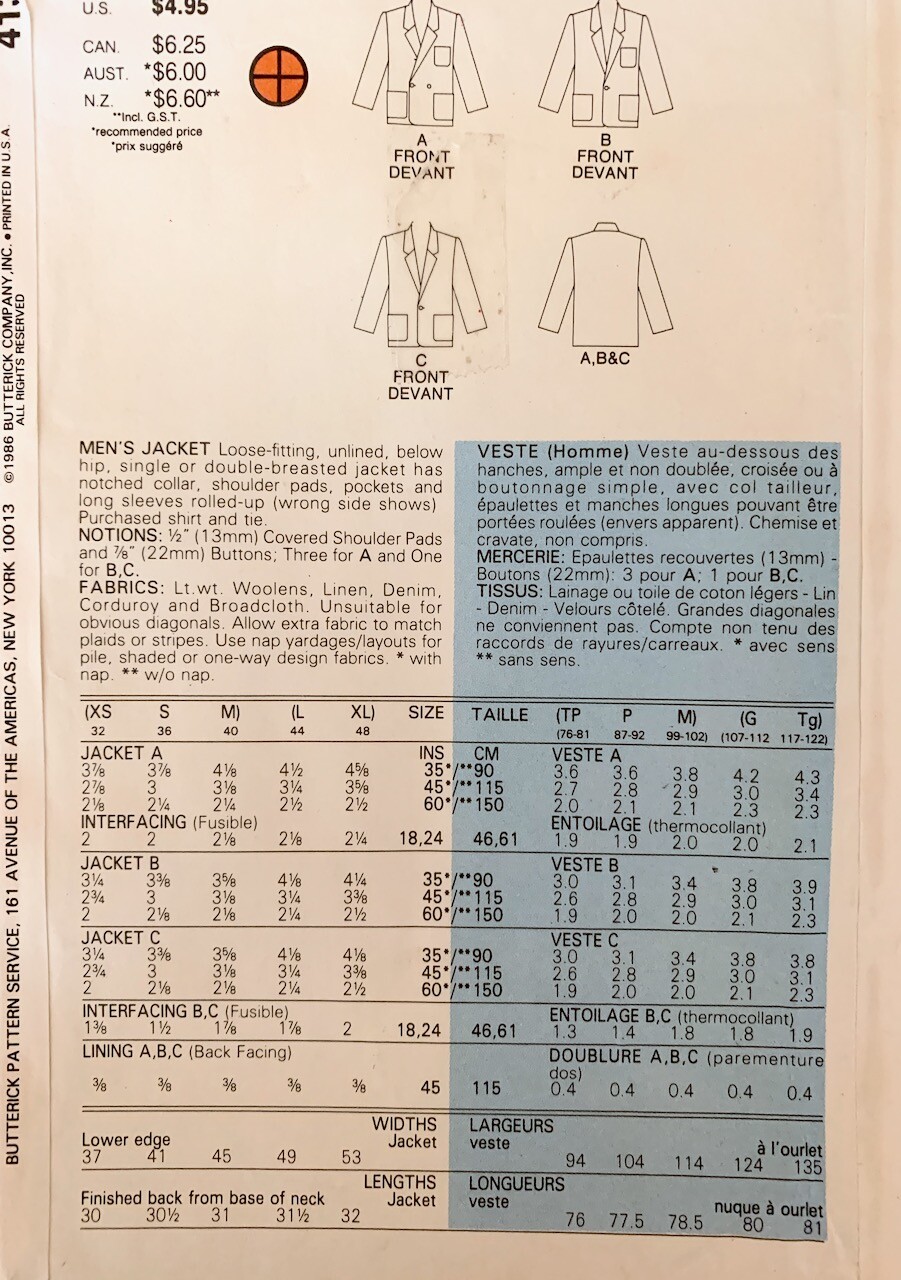 U.S. $4.95
CAN. $6.25
AUST. *$6.00
N.Z. *$6.60**
**Incl. G.S.T.
*recommended price
*prix suggéré
A
FRONT
DEVANT
B
FRONT
DEVANT
C
FRONT
DEVANT
A,B&C
BUTTERICK PATTERN SERVICE, 161 AVENUE OF THE AMERICAS, NEW YORK 10013 ©1986 BUTTERICK COMPANY, INC. • PRINTED IN U.S.A.
ALL RIGHTS RESERVED
MEN'S JACKET Loose-fitting, unlined, below
hip, single or double-breasted jacket has
notched collar, shoulder pads, pockets and
long sleeves rolled-up (wrong side shows)
Purchased shirt and tie.
NOTIONS: ½" (13mm) Covered Shoulder Pads
and ⅞" (22mm) Buttons; Three for A and One
for B,C.
FABRICS: Lt.wt. Woolens, Linen, Denim,
Corduroy and Broadcloth. Unsuitable for
obvious diagonals. Allow extra fabric to match
plaids or stripes. Use nap yardages/layouts for
pile, shaded or one-way design fabrics. * with
nap. ** w/o nap.
VESTE (Homme) Veste au-dessous des
hanches, ample et non doublée, croisée ou à
boutonnage simple, avec col tailleur,
épaulettes et manches longues pouvant être
portées roulées (envers apparent). Chemise et
cravate, non compris.
MERCERIE: Epaulettes recouvertes (13mm) -
Boutons (22mm): 3 pour A; 1 pour B,C.
TISSUS: Lainage ou toile de coton légers - Lin
- Denim - Velours côtelé. Grandes diagonales
ne conviennent pas. Compte non tenu des
raccords de rayures/carreaux. * avec sens
** sans sens.
(XS S M) (L XL) SIZE TAILLE (TP P M) (G Tg)
32 36 40 44 48 (76-81 87-92 99-102) (107-112 117-122)
JACKET A INS CM VESTE A
3⅞ 3⅞ 4⅛ 4½ 4⅝ 35*/**90 3.6 3.6 3.8 4.2 4.3
2⅞ 3 3⅛ 3¼ 3⅝ 45*/**115 2.7 2.8 2.9 3.0 3.4
2⅛ 2¼ 2¼ 2½ 2½ 60*/**150 2.0 2.1 2.1 2.3 2.3
INTERFACING (Fusible) ENTOILAGE (thermocollant)
2 2 2⅛ 2⅛ 2¼ 18,24 46,61 1.9 1.9 2.0 2.0 2.1
JACKET B VESTE B
3¼ 3⅜ 3⅝ 4⅛ 4¼ 35*/**90 3.0 3.1 3.4 3.8 3.9
2¾ 3 3⅛ 3¼ 3⅜ 45*/**115 2.6 2.8 2.9 3.0 3.1
2 2⅛ 2⅛ 2¼ 2½ 60*/**150 1.9 2.0 2.0 2.1 2.3
JACKET C VESTE C
3¼ 3⅜ 3⅝ 4⅛ 4⅛ 35*/**90 3.0 3.1 3.4 3.8 3.8
2¾ 3 3⅛ 3¼ 3⅜ 45*/**115 2.6 2.8 2.9 3.0 3.1
2 2⅛ 2⅛ 2¼ 2½ 60*/**150 1.9 2.0 2.0 2.1 2.3
INTERFACING B,C (Fusible) ENTOILAGE B,C (thermocollant)
1⅜ 1½ 1⅞ 1⅞ 2 18,24 46,61 1.3 1.4 1.8 1.8 1.9
LINING A,B,C (Back Facing) DOUBLURE A,B,C (parementure
dos)
⅜ ⅜ ⅜ ⅜ ⅜ 45 115 0.4 0.4 0.4 0.4 0.4
WIDTHS LARGEURS
Lower edge Jacket veste à l'ourlet
37 41 45 49 53 94 104 114 124 135
LENGTHS LONGUEURS
Finished back from base of neck Jacket veste nuque à ourlet
30 30½ 31 31½ 32 76 77.5 78.5 80 81